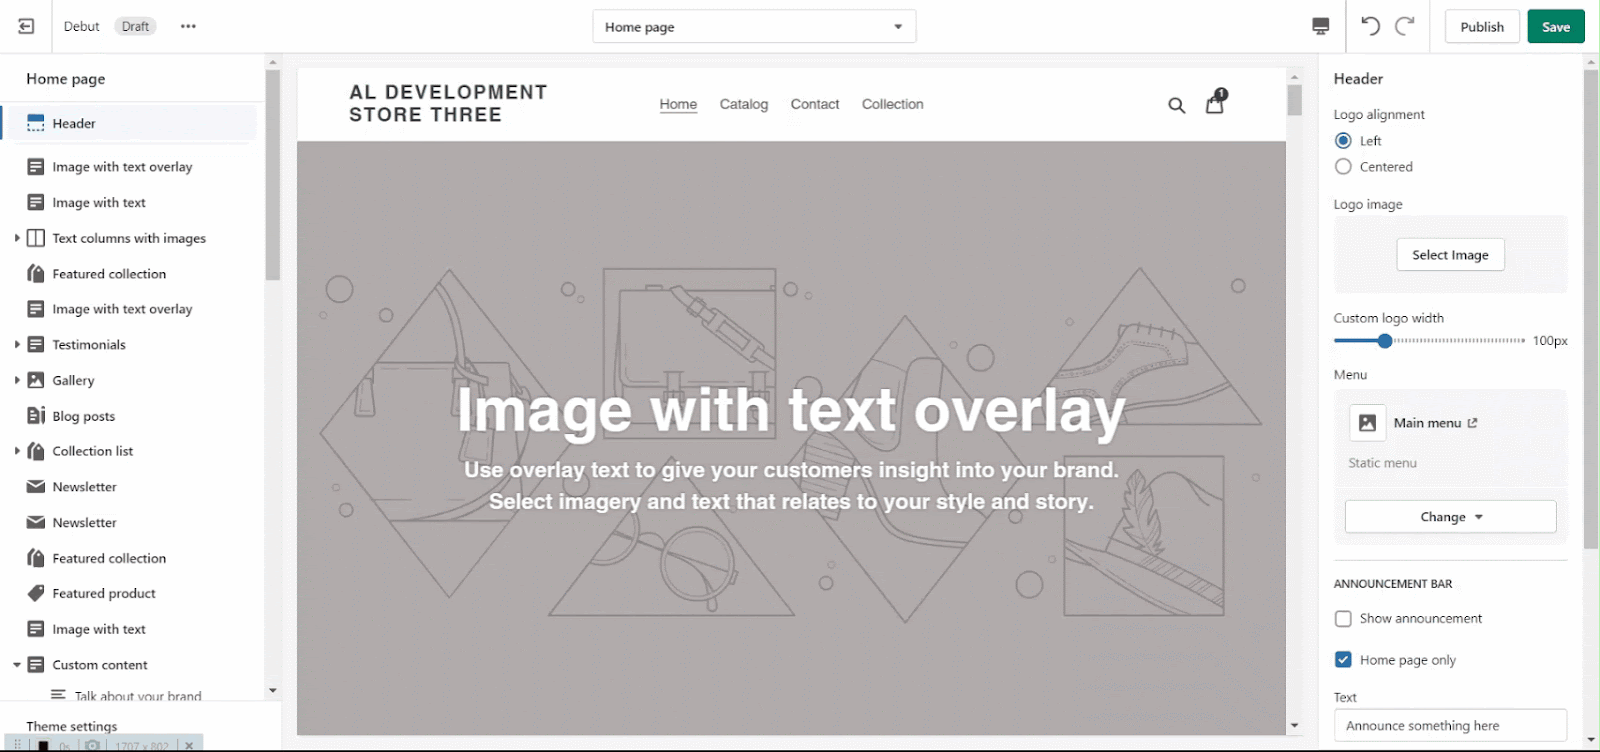 Debut Draft
Home page
Publish
Save
Home page
Header
Image with text overlay
Image with text
Text columns with images
Featured collection
Image with text overlay
Testimonials
Gallery
Blog posts
Collection list
Newsletter
Newsletter
Featured collection
Featured product
Image with text
Custom content
Talk about your brand
Theme settings
0s 1707 x 802
AL DEVELOPMENT
STORE THREE
Home Catalog Contact Collection
1
Image with text overlay
Use overlay text to give your customers insight into your brand.
Select imagery and text that relates to your style and story.
Header
Logo alignment
Left
Centered
Logo image
Select Image
Custom logo width
100px
Menu
Main menu
Static menu
Change
ANNOUNCEMENT BAR
Show announcement
Home page only
Text
Announce something here